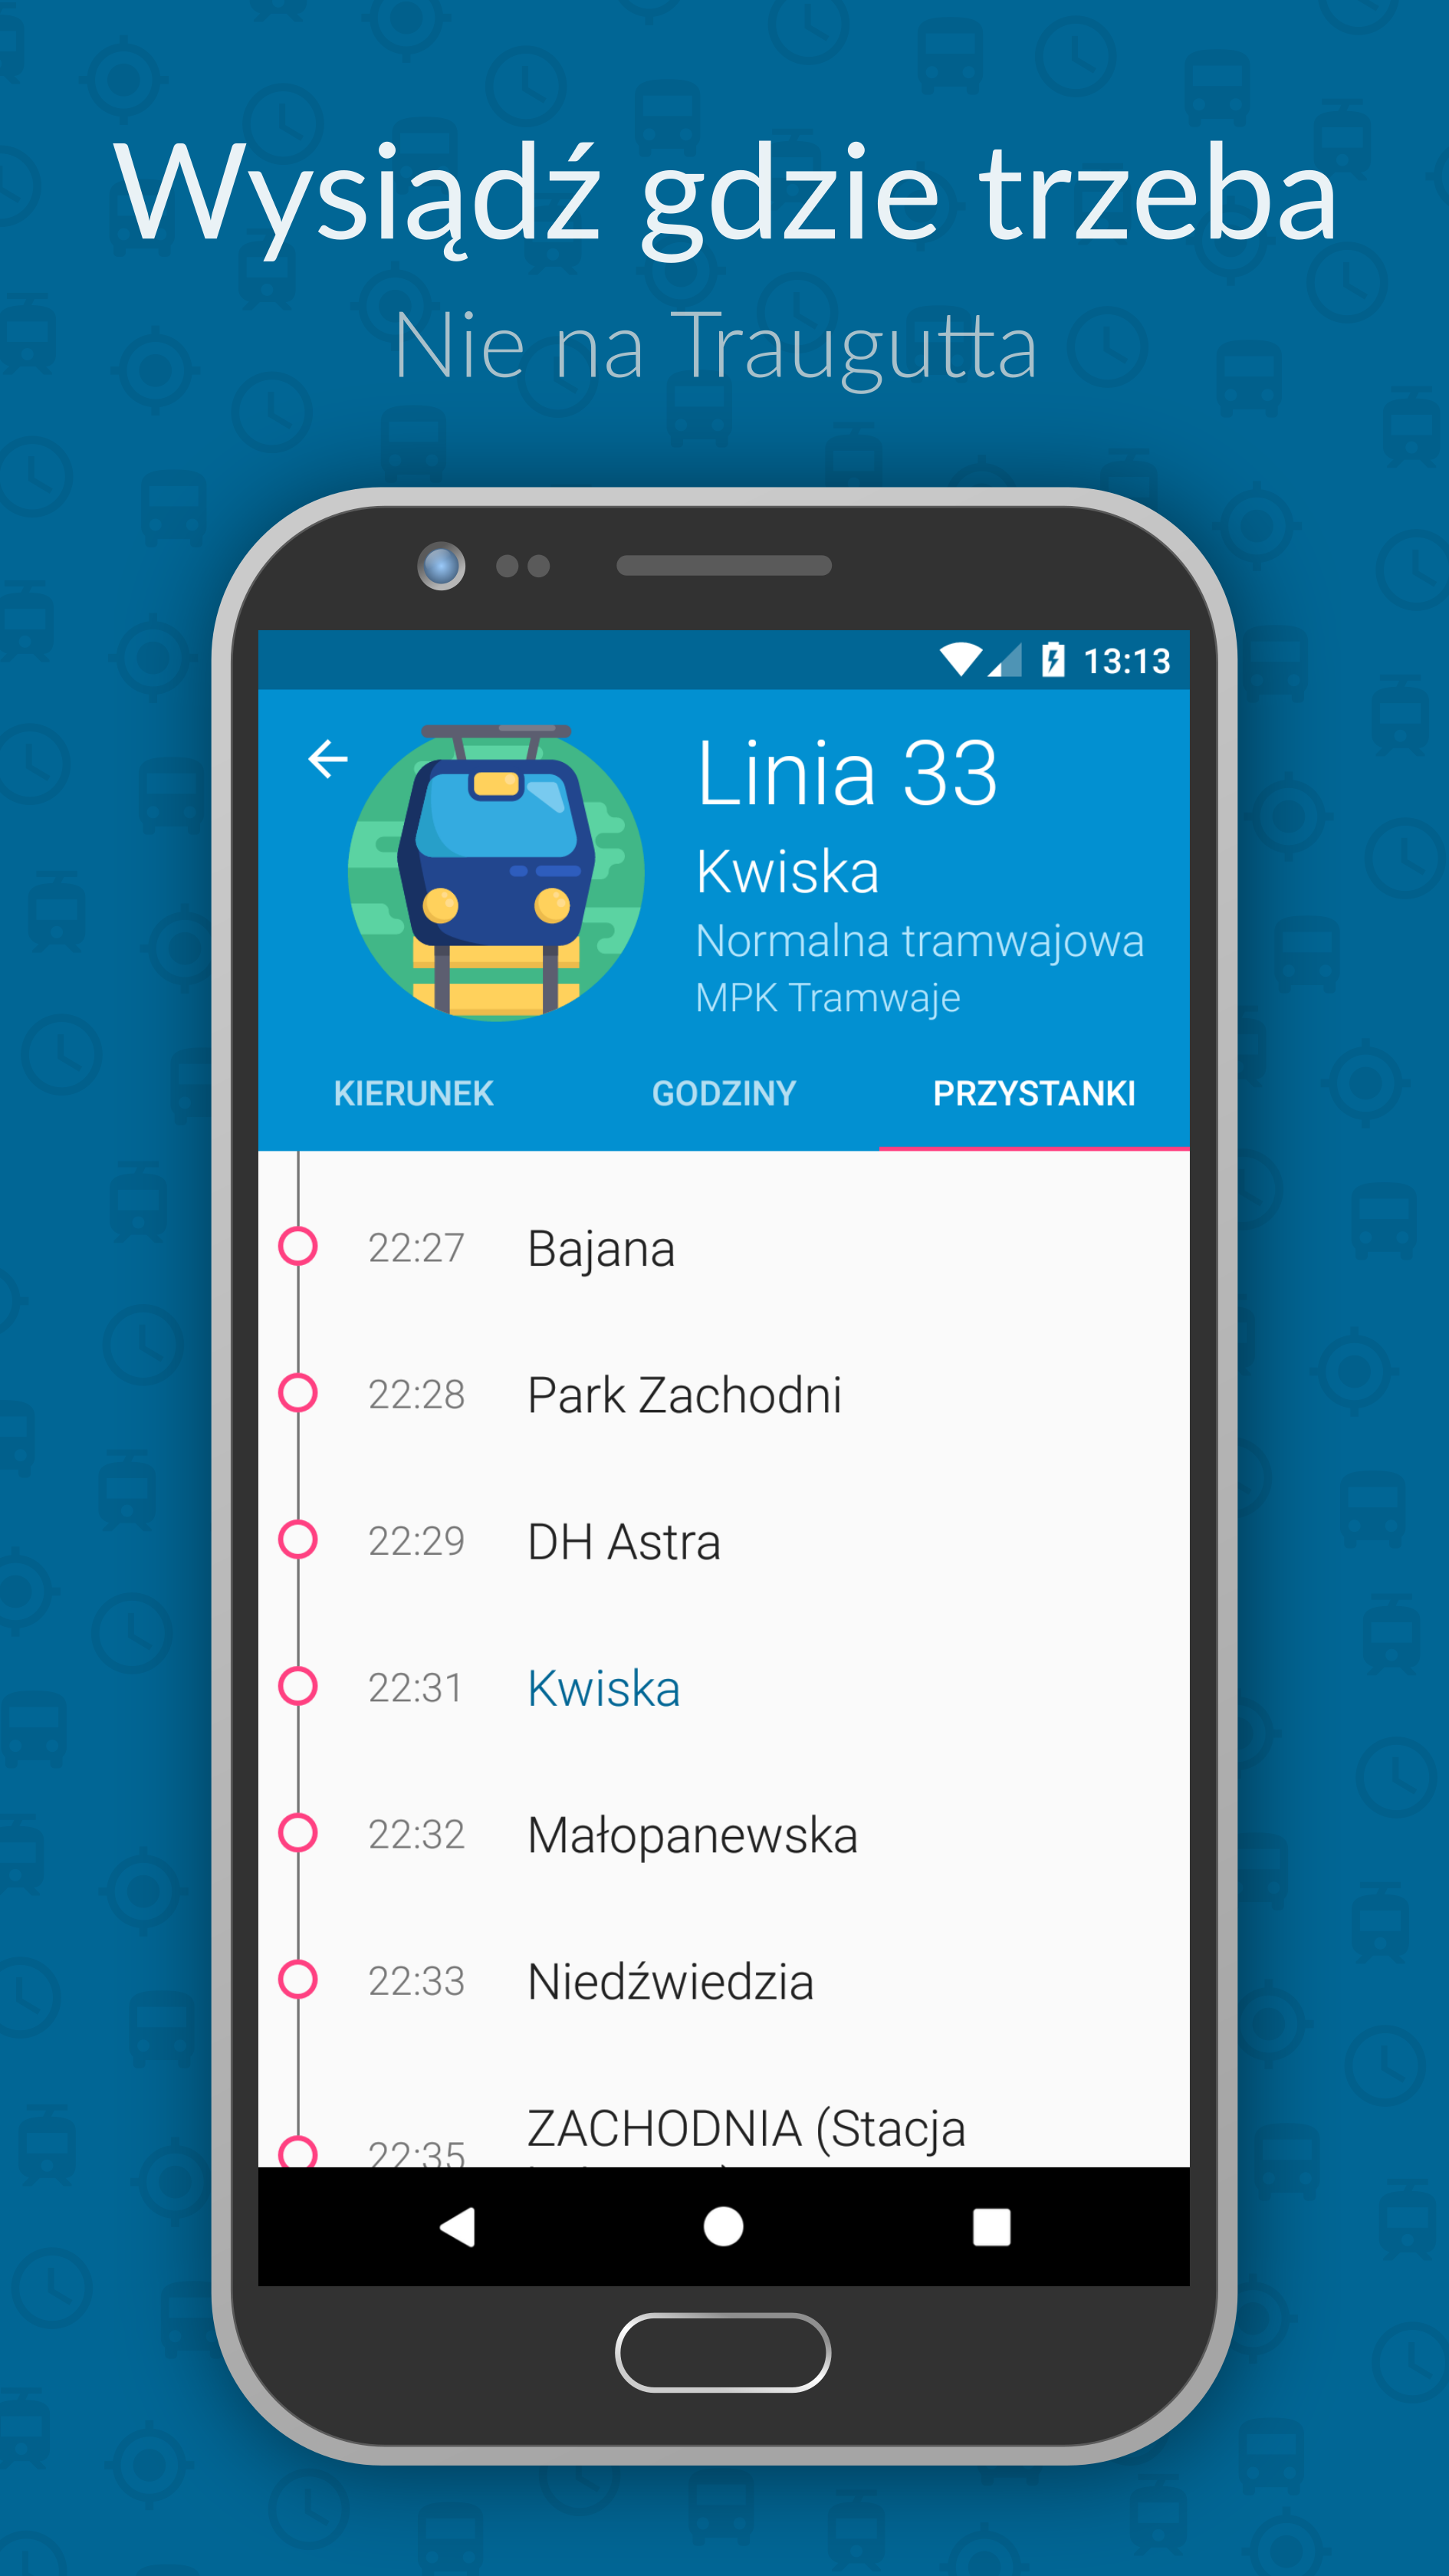 Wysiądź gdzie trzeba
Nie na Traugutta
13:13
Linia 33
Kwiska
Normalna tramwajowa
MPK Tramwaje
KIERUNEK GODZINY PRZYSTANKI
22:27 Bajana
22:28 Park Zachodni
22:29 DH Astra
22:31 Kwiska
22:32 Małopanewska
22:33 Niedźwiedzia
22:35 ZACHODNIA (Stacja